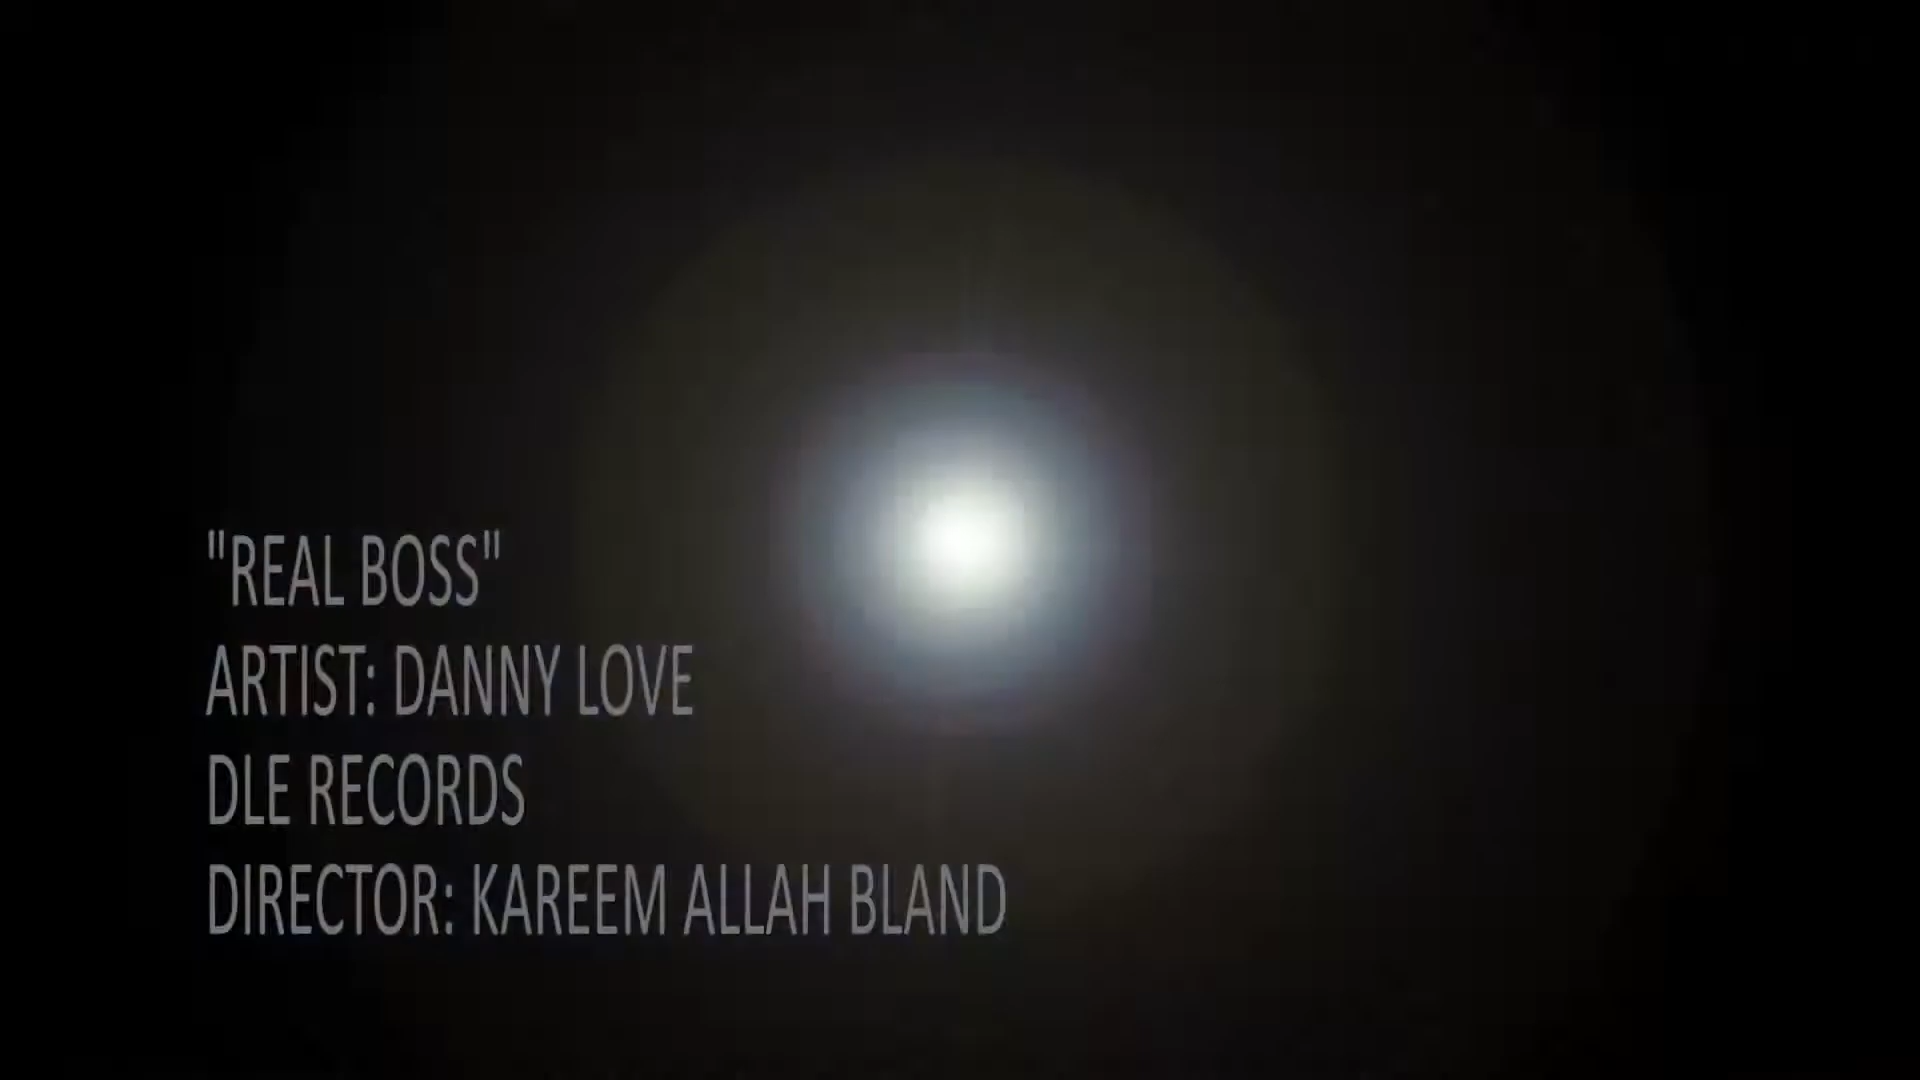 "REAL BOSS"
ARTIST: DANNY LOVE
DLE RECORDS
DIRECTOR: KAREEM ALLAH BLAND